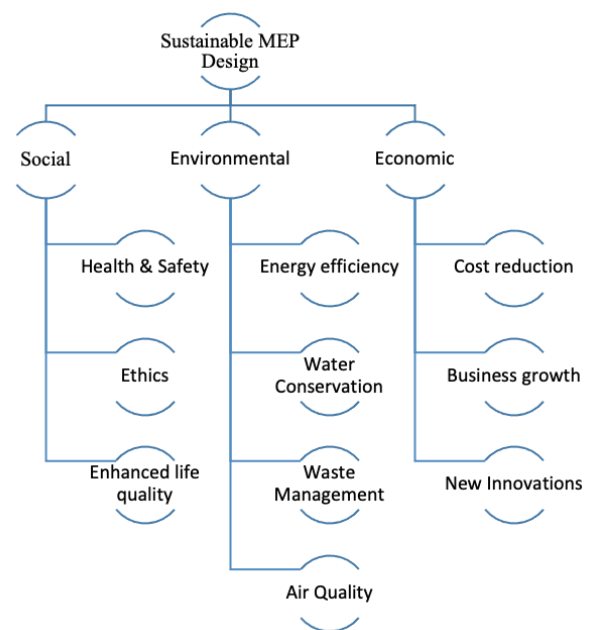 Sustainable MEP
Design
Social
Environmental
Economic
Health & Safety
Energy efficiency
Cost reduction
Ethics
Water
Conservation
Business growth
Enhanced life
quality
Waste
Management
New Innovations
Air Quality